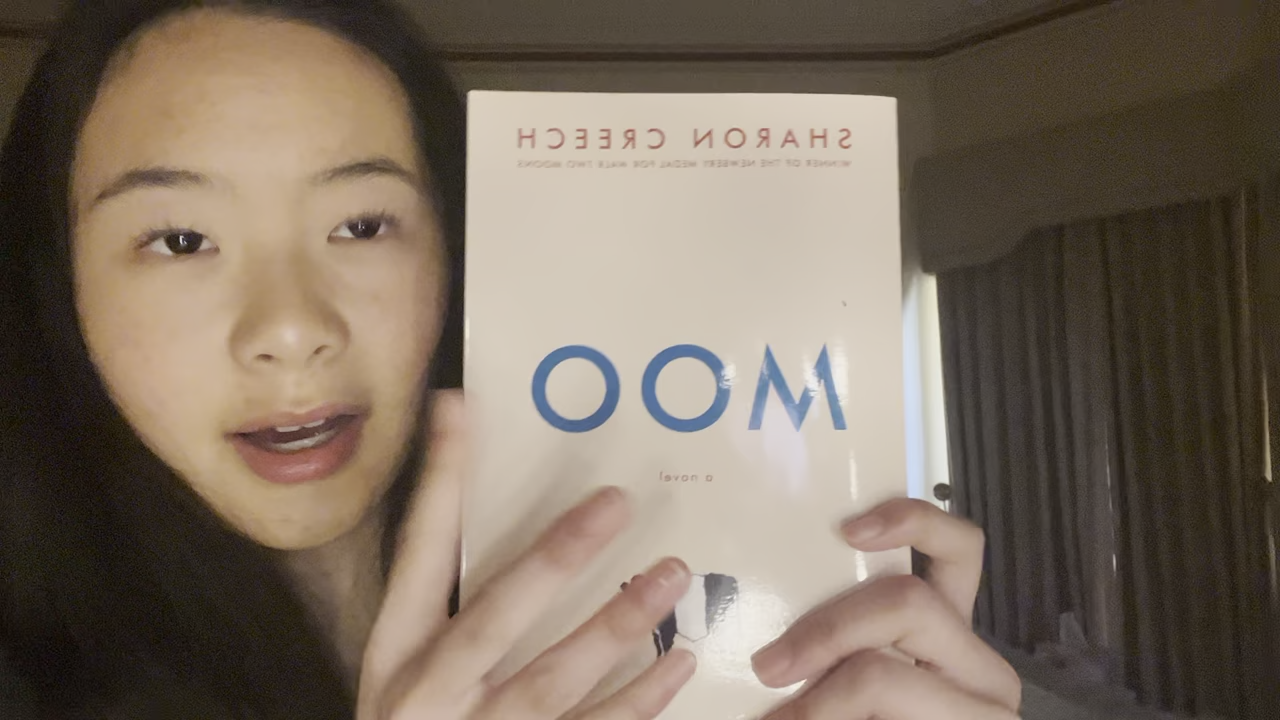 SHARON CREECH
WINNER OF THE NEWBERY MEDAL FOR WALK TWO MOONS
MOO
a novel